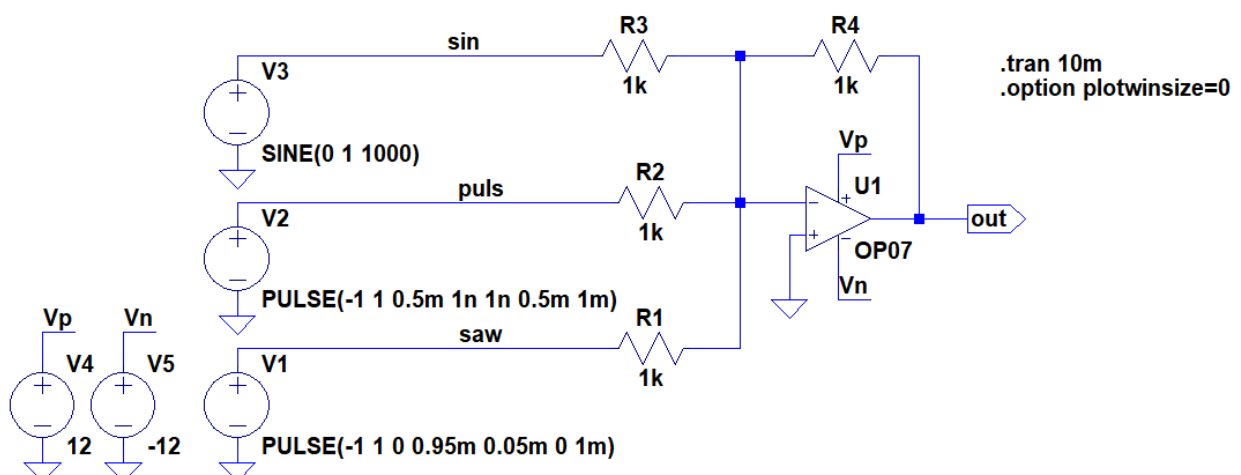 sin
R3
1k
R4
1k
.tran 10m
.option plotwinsize=0
V3
SINE(0 1 1000)
puls
R2
1k
Vp
U1
OP07
Vn
out
V2
PULSE(-1 1 0.5m 1n 1n 0.5m 1m)
saw
R1
1k
Vp
V4
12
Vn
V5
-12
V1
PULSE(-1 1 0 0.95m 0.05m 0 1m)